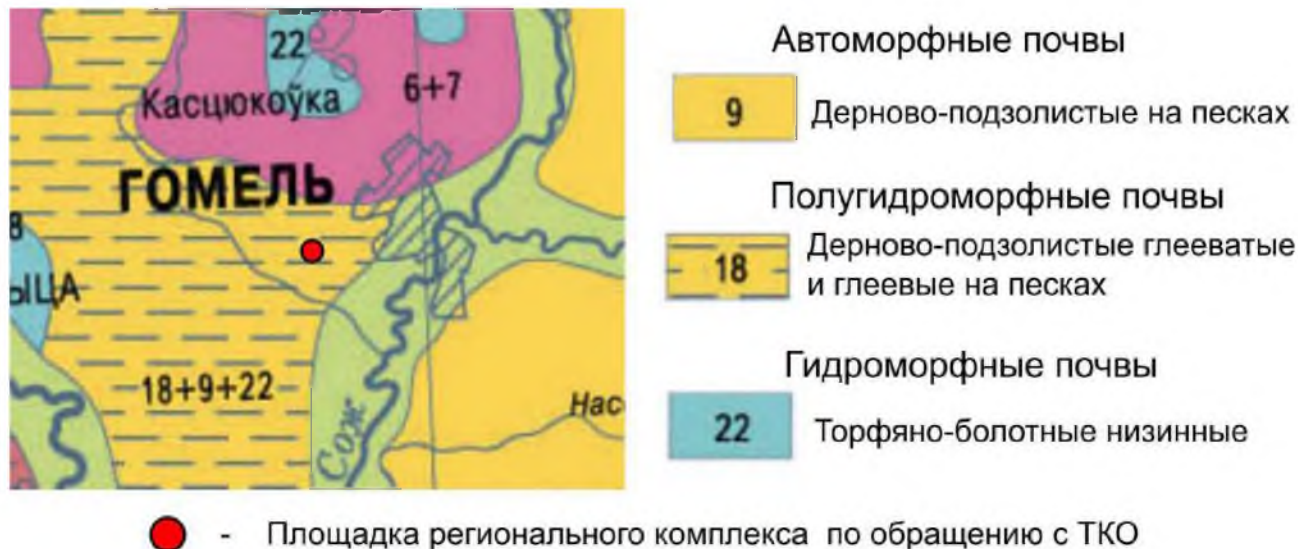 22
Касцюкоўка
6+7
ГОМЕЛЬ
8
ЫЦА
18+9+22
Сож
Нас
Автоморфные почвы
9
Дерново-подзолистые на песках
Полугидроморфные почвы
18
Дерново-подзолистые глееватые
и глеевые на песках
Гидроморфные почвы
22
Торфяно-болотные низинные
- Площадка регионального комплекса по обращению с ТКО